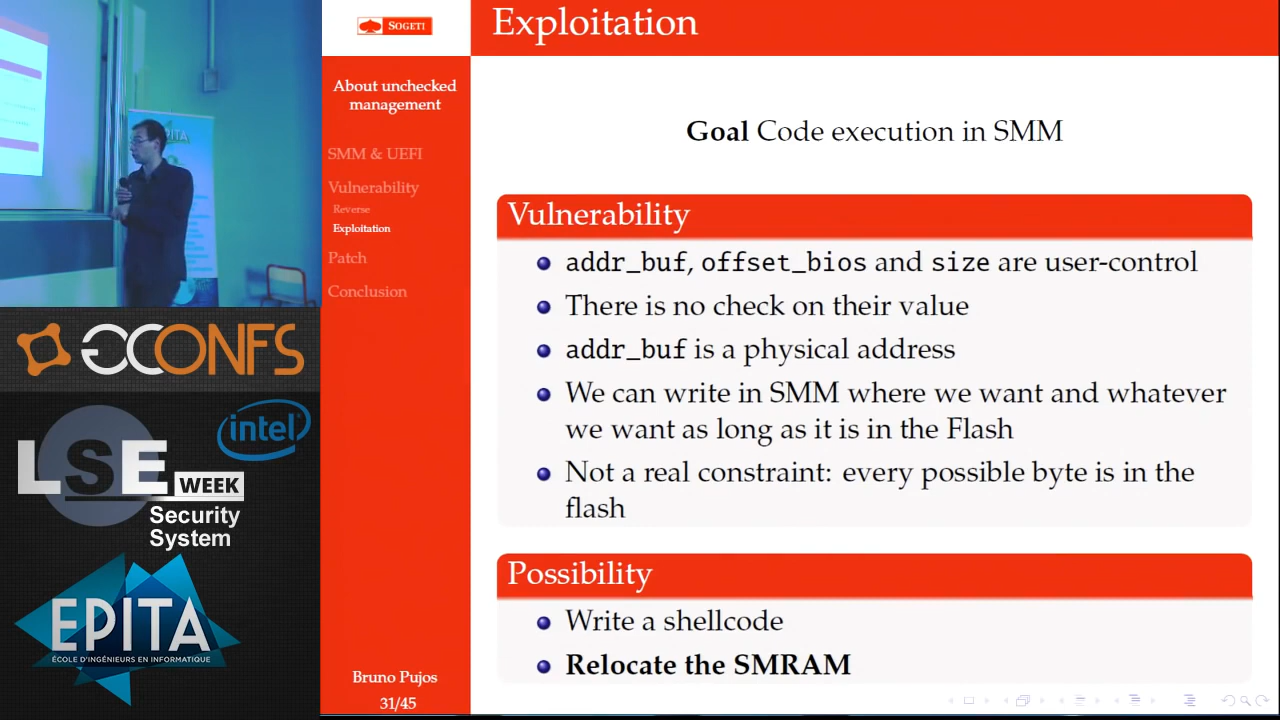 SOGETI
Exploitation
About unchecked
management
SMM & UEFI
Vulnerability
Reverse
Exploitation
Patch
Conclusion
Bruno Pujos
31/45
Goal Code execution in SMM
Vulnerability
addr_buf, offset_bios and size are user-control
There is no check on their value
addr_buf is a physical address
We can write in SMM where we want and whatever
we want as long as it is in the Flash
Not a real constraint: every possible byte is in the
flash
Possibility
Write a shellcode
Relocate the SMRAM
EPITA
GCONFS
intel
LSE WEEK
Security
System
EPITA
ÉCOLE D'INGÉNIEURS EN INFORMATIQUE